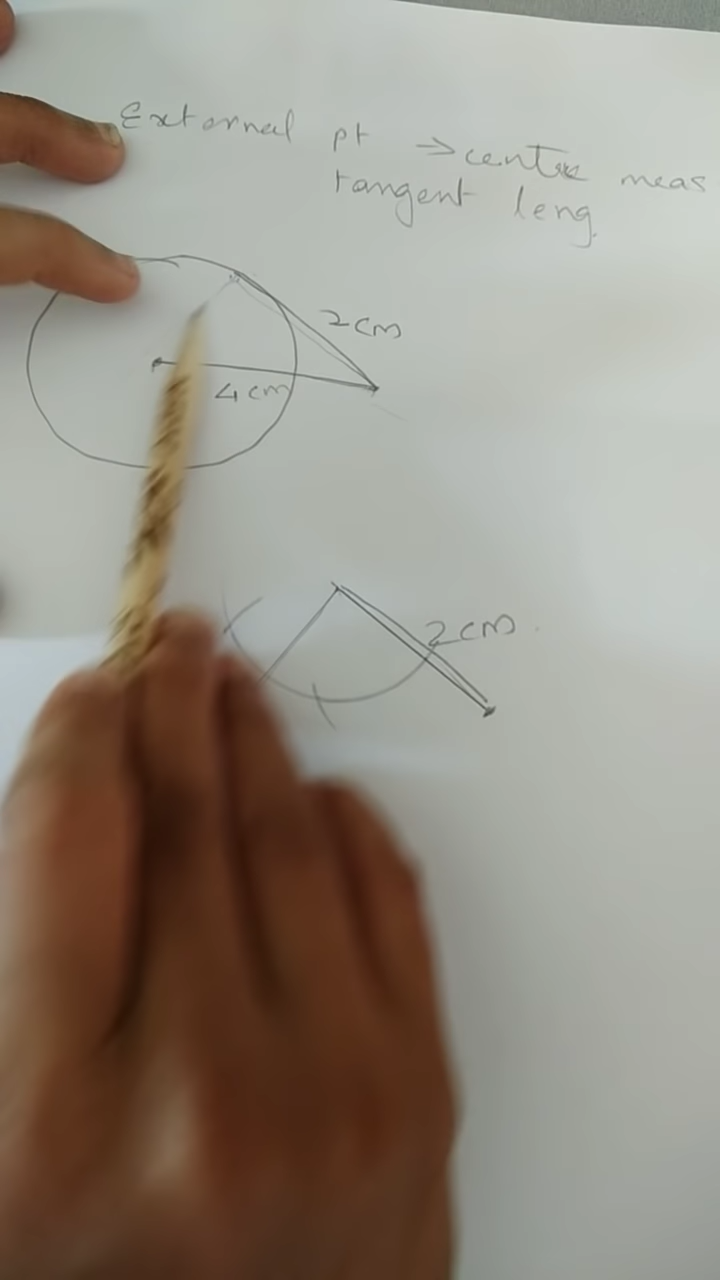 External pt → centre meas
tangent leng.
2cm
4cm
2cm